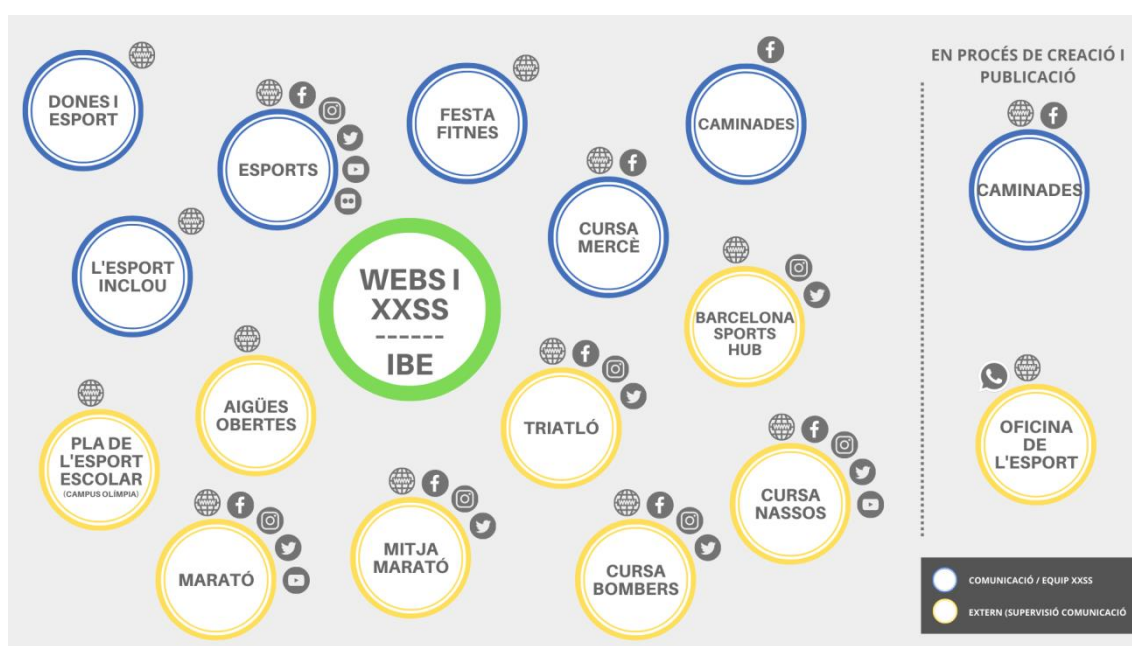 DONES I
ESPORT
ESPORTS
FESTA
FITNES
CAMINADES
CURSA
MERCÈ
L'ESPORT
INCLOU
WEBS I
XXSS
------
IBE
BARCELONA
SPORTS
HUB
AIGÜES
OBERTES
TRIATLÓ
PLA DE
L'ESPORT
ESCOLAR
(CAMPUS OLÍMPIA)
MARATÓ
MITJA
MARATÓ
CURSA
BOMBERS
CURSA
NASSOS
EN PROCÉS DE CREACIÓ I
PUBLICACIÓ
CAMINADES
OFICINA
DE
L'ESPORT
COMUNICACIÓ / EQUIP XXSS
EXTERN (SUPERVISIÓ COMUNICACIÓ